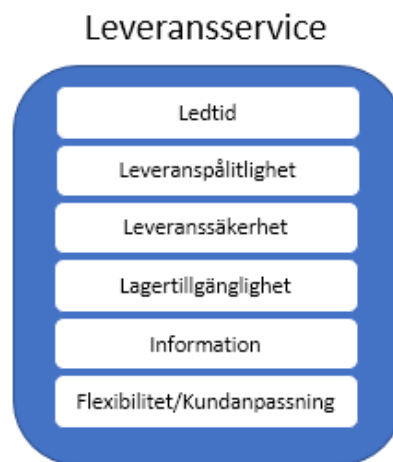 Leveransservice
Ledtid
Leveranspålitlighet
Leveranssäkerhet
Lagertillgänglighet
Information
Flexibilitet/Kundanpassning